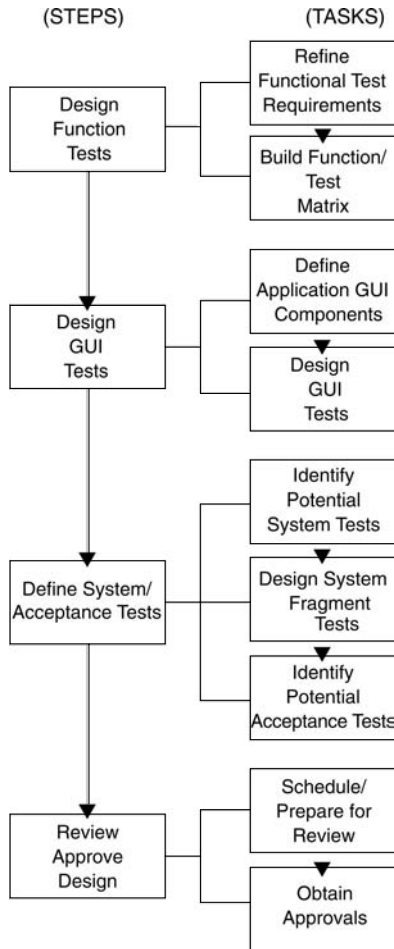 (STEPS)
(TASKS)
Design
Function
Tests
Refine
Functional Test
Requirements
Build Function/
Test
Matrix
Design
GUI
Tests
Define
Application GUI
Components
Design
GUI
Tests
Define System/
Acceptance Tests
Identify
Potential
System Tests
Design System
Fragment
Tests
Identify
Potential
Acceptance Tests
Review
Approve
Design
Schedule/
Prepare for
Review
Obtain
Approvals